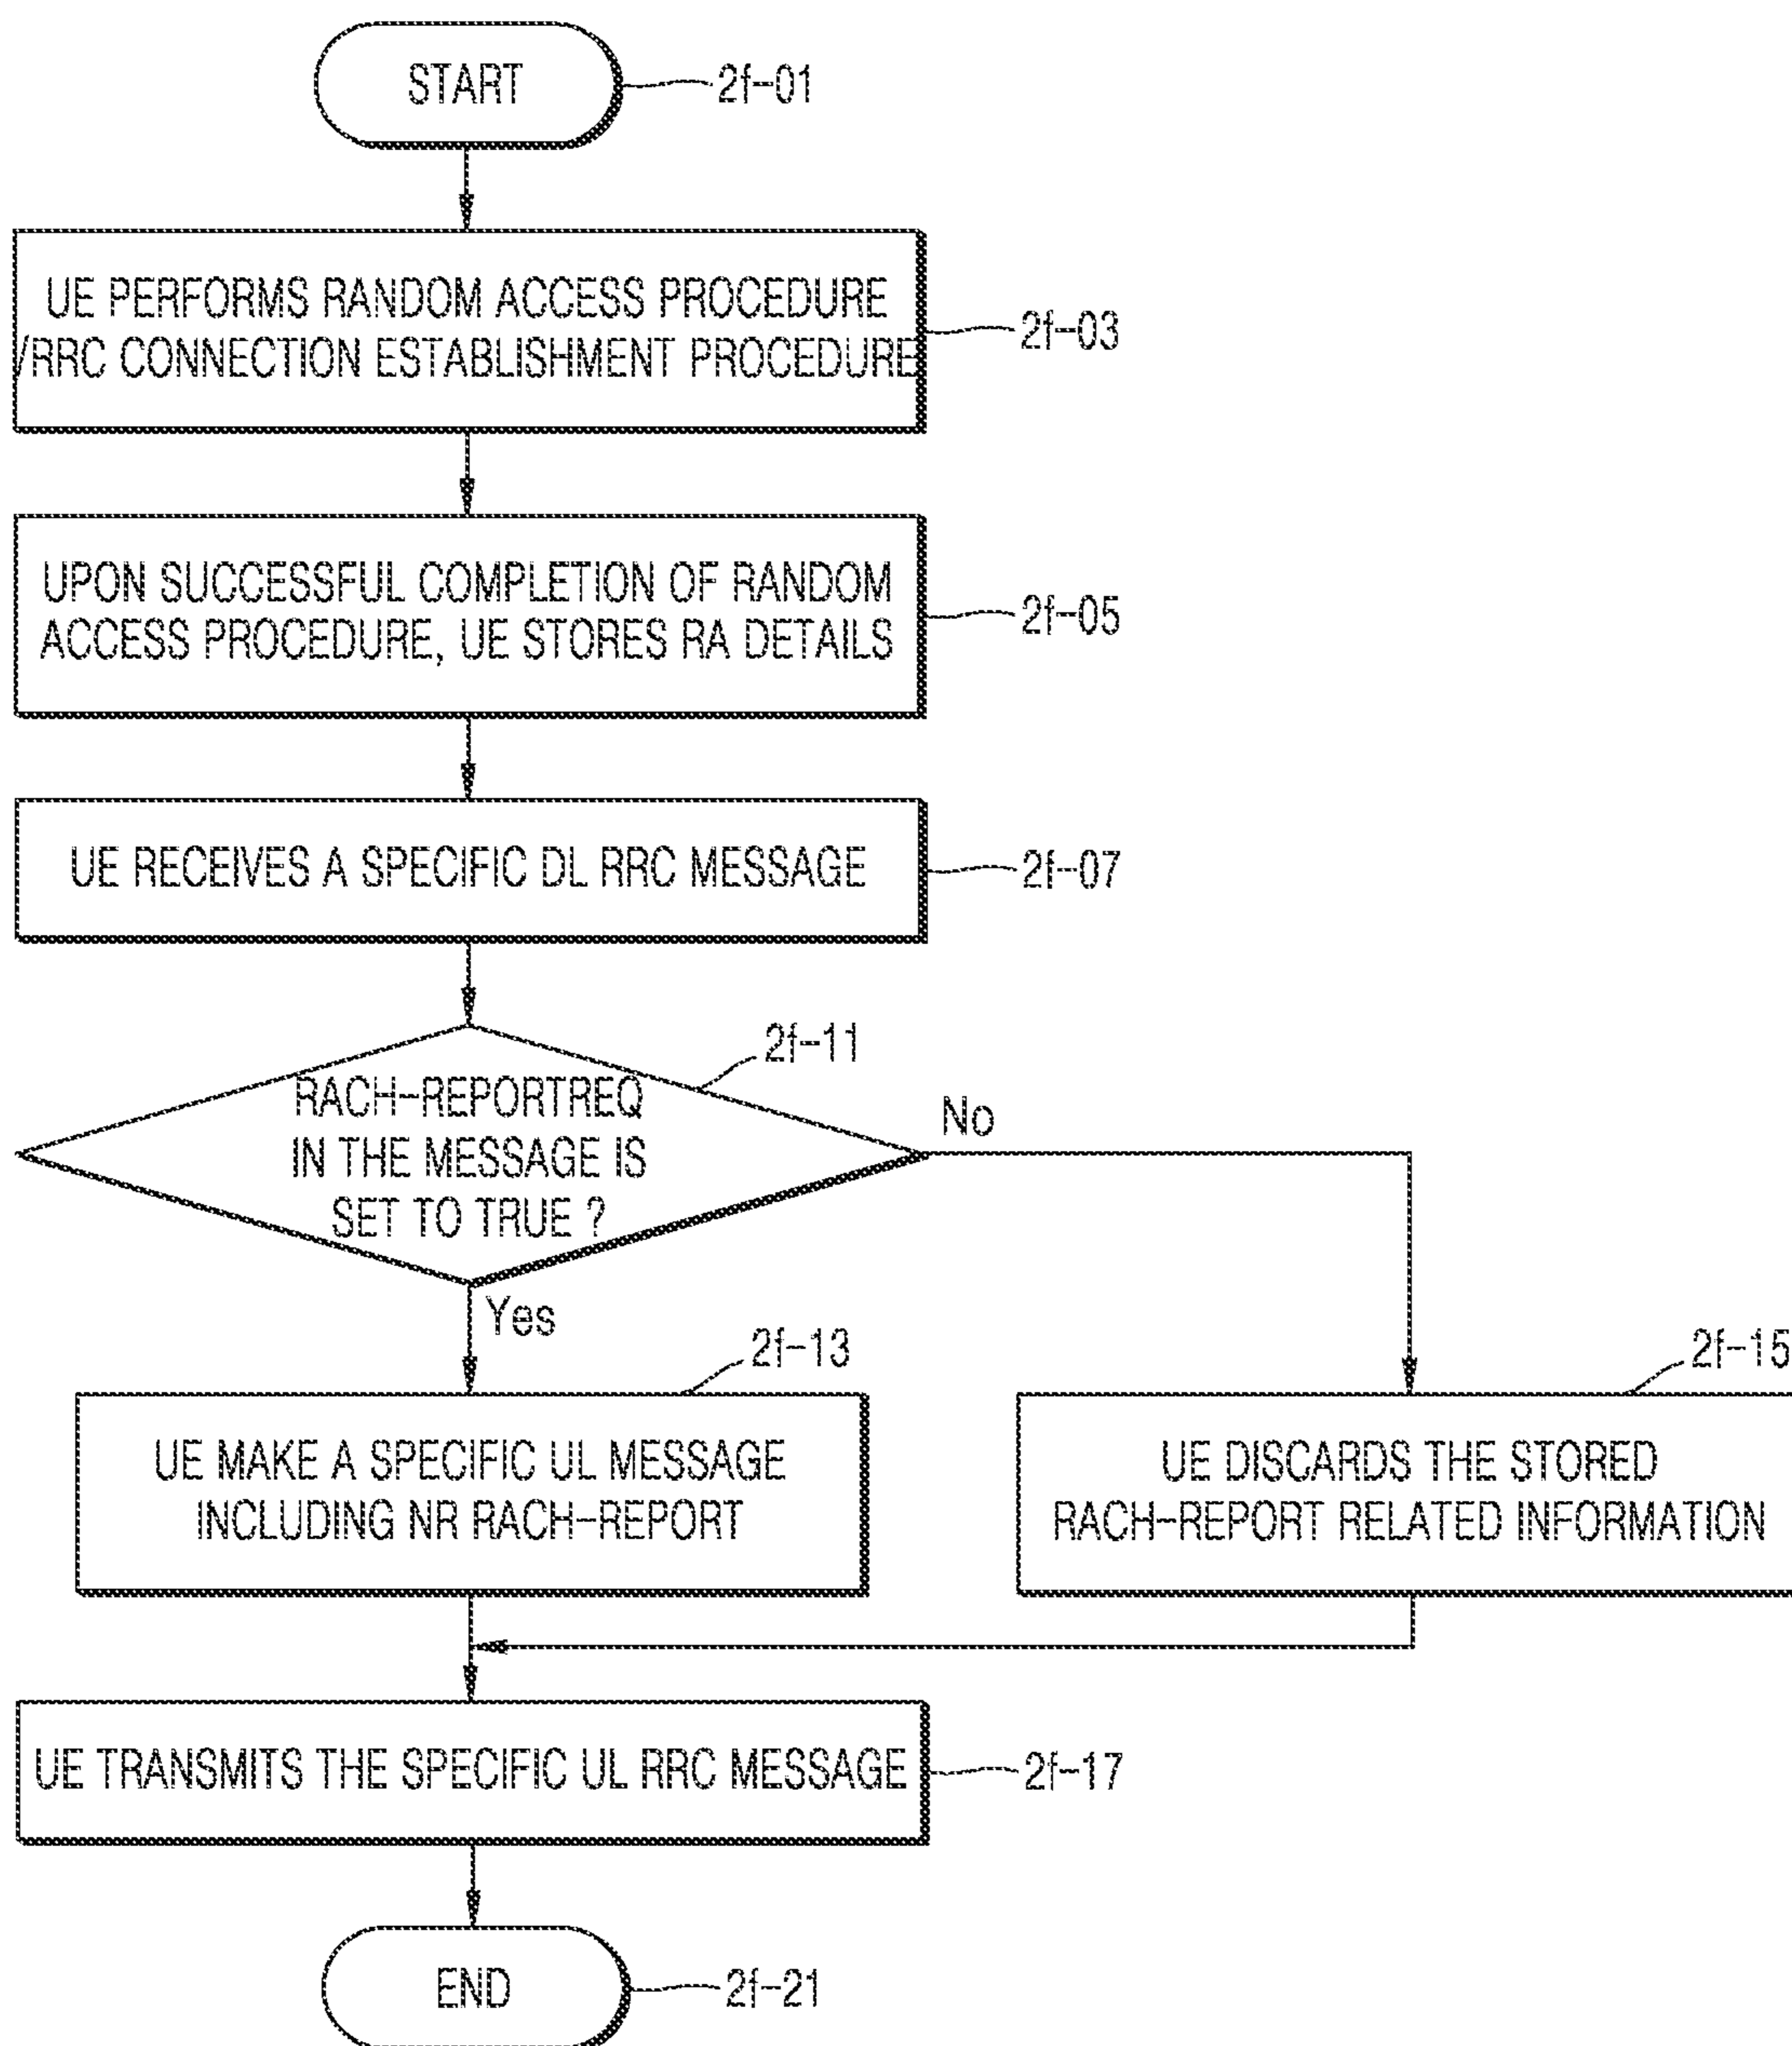 START
2f-01
UE PERFORMS RANDOM ACCESS PROCEDURE
/RRC CONNECTION ESTABLISHMENT PROCEDURE
2f-03
UPON SUCCESSFUL COMPLETION OF RANDOM
ACCESS PROCEDURE, UE STORES RA DETAILS
2f-05
UE RECEIVES A SPECIFIC DL RRC MESSAGE
2f-07
2f-11
RACH-REPORTREQ
IN THE MESSAGE IS
SET TO TRUE ?
No
Yes
2f-13
UE MAKE A SPECIFIC UL MESSAGE
INCLUDING NR RACH-REPORT
2f-15
UE DISCARDS THE STORED
RACH-REPORT RELATED INFORMATION
UE TRANSMITS THE SPECIFIC UL RRC MESSAGE
2f-17
END
2f-21